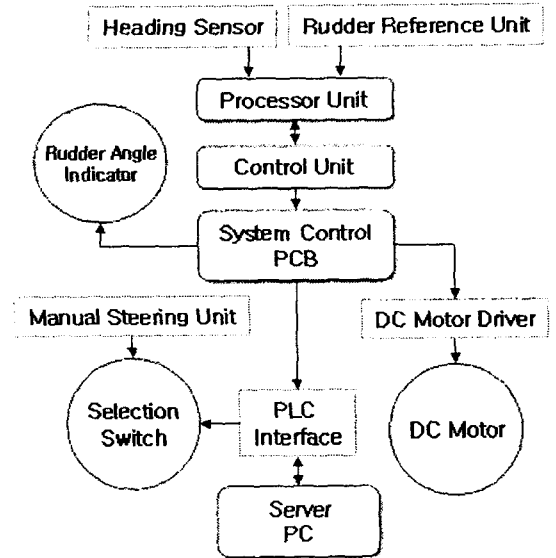 Heading Sensor
Rudder Reference Unit
Processor Unit
Rudder Angle
Indicator
Control Unit
System Control
PCB
Manual Steering Unit
DC Motor Driver
Selection
Switch
PLC
Interface
DC Motor
Server
PC